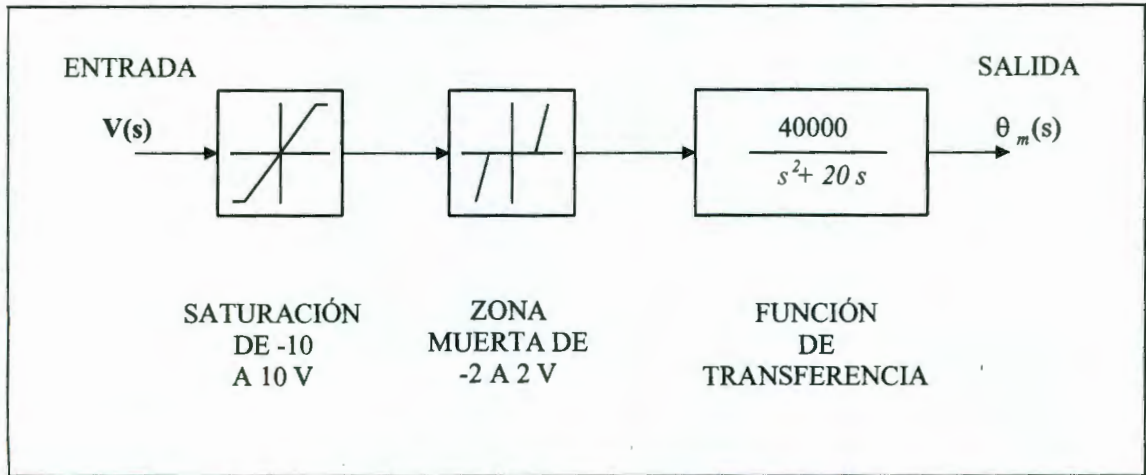 ENTRADA
SALIDA
V(s)
40000
s²+ 20 s
θ m(s)
SATURACIÓN
DE -10
A 10 V
ZONA
MUERTA DE
-2 A 2 V
FUNCIÓN
DE
TRANSFERENCIA